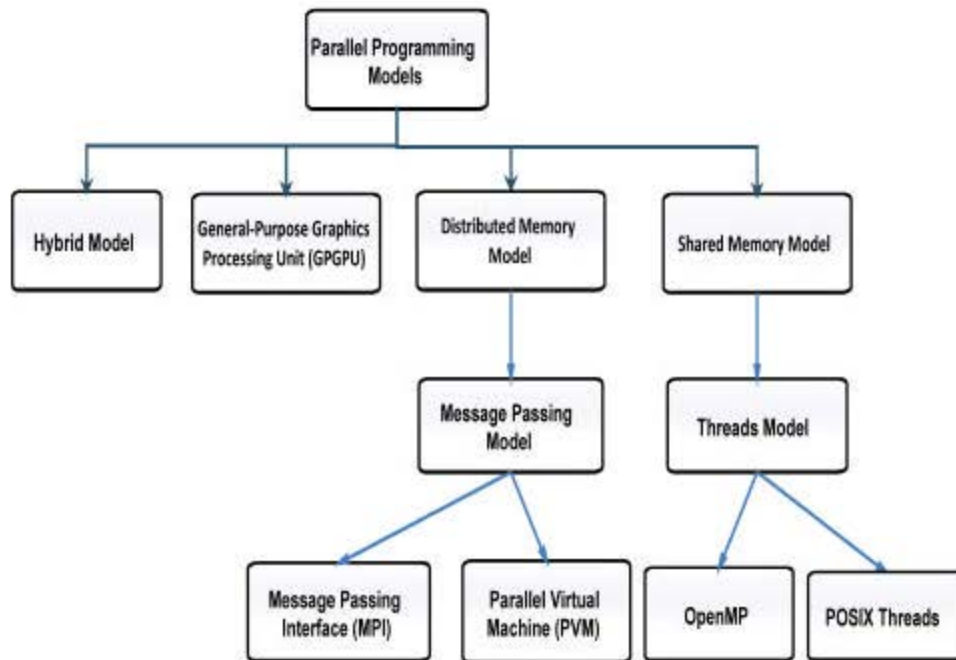 Parallel Programming
Models
Hybrid Model
General-Purpose Graphics
Processing Unit (GPGPU)
Distributed Memory
Model
Shared Memory Model
Message Passing
Model
Threads Model
Message Passing
Interface (MPI)
Parallel Virtual
Machine (PVM)
OpenMP
POSIX Threads